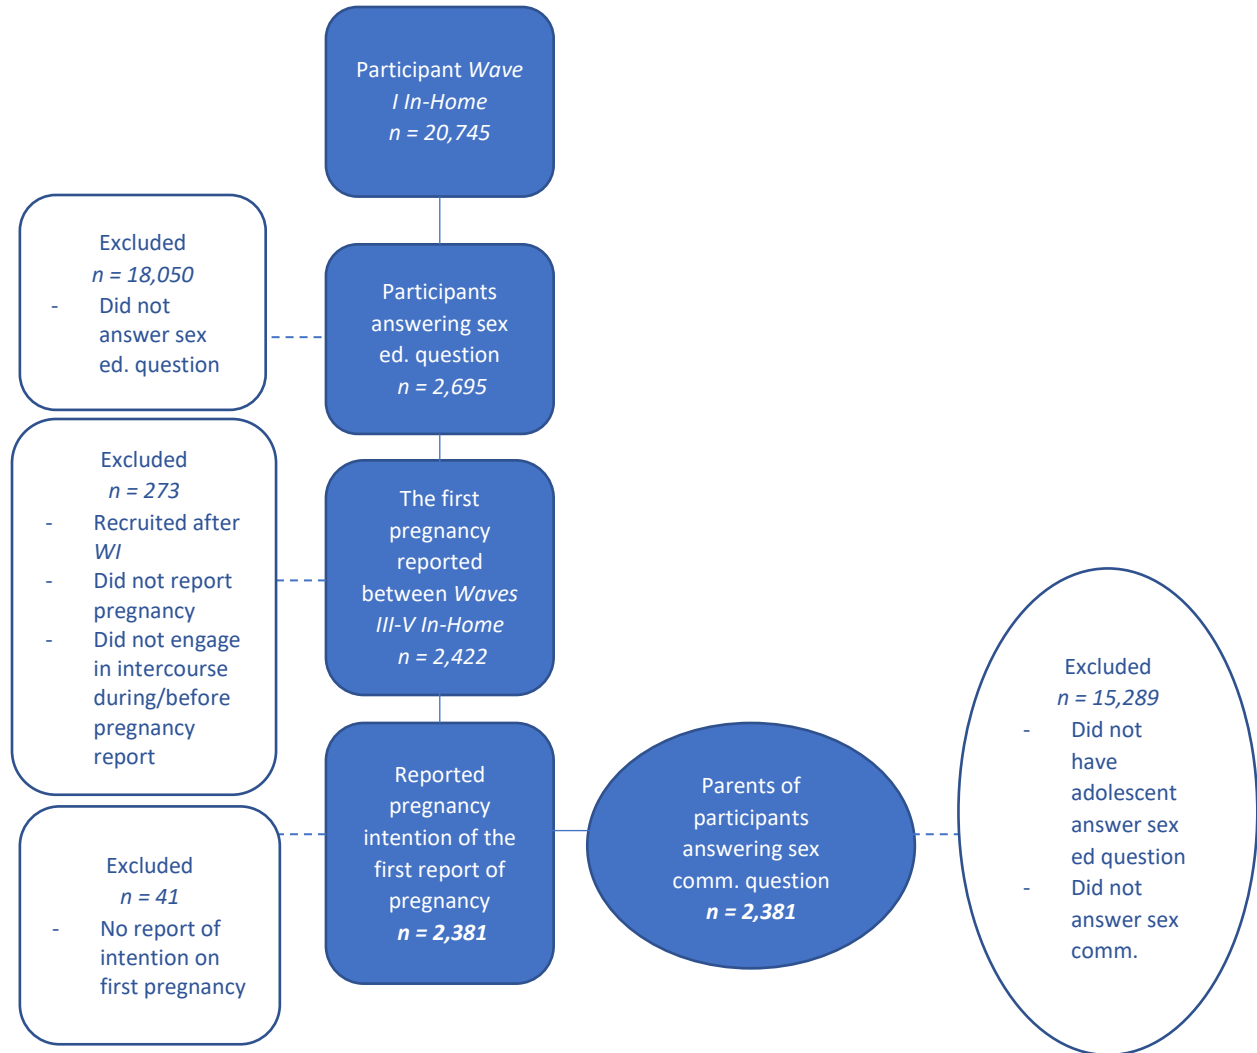 Participant Wave
I In-Home
n = 20,745
Excluded
n = 18,050
- Did not
answer sex
ed. question
Participants
answering sex
ed. question
n = 2,695
Excluded
n = 273
- Recruited after
WI
- Did not report
pregnancy
- Did not engage
in intercourse
during/before
pregnancy
report
The first
pregnancy
reported
between Waves
III-V In-Home
n = 2,422
Excluded
n = 41
- No report of
intention on
first pregnancy
Reported
pregnancy
intention of the
first report of
pregnancy
n = 2,381
Parents of
participants
answering sex
comm. question
n = 2,381
Excluded
n = 15,289
- Did not
have
adolescent
answer sex
ed question
- Did not
answer sex
comm.